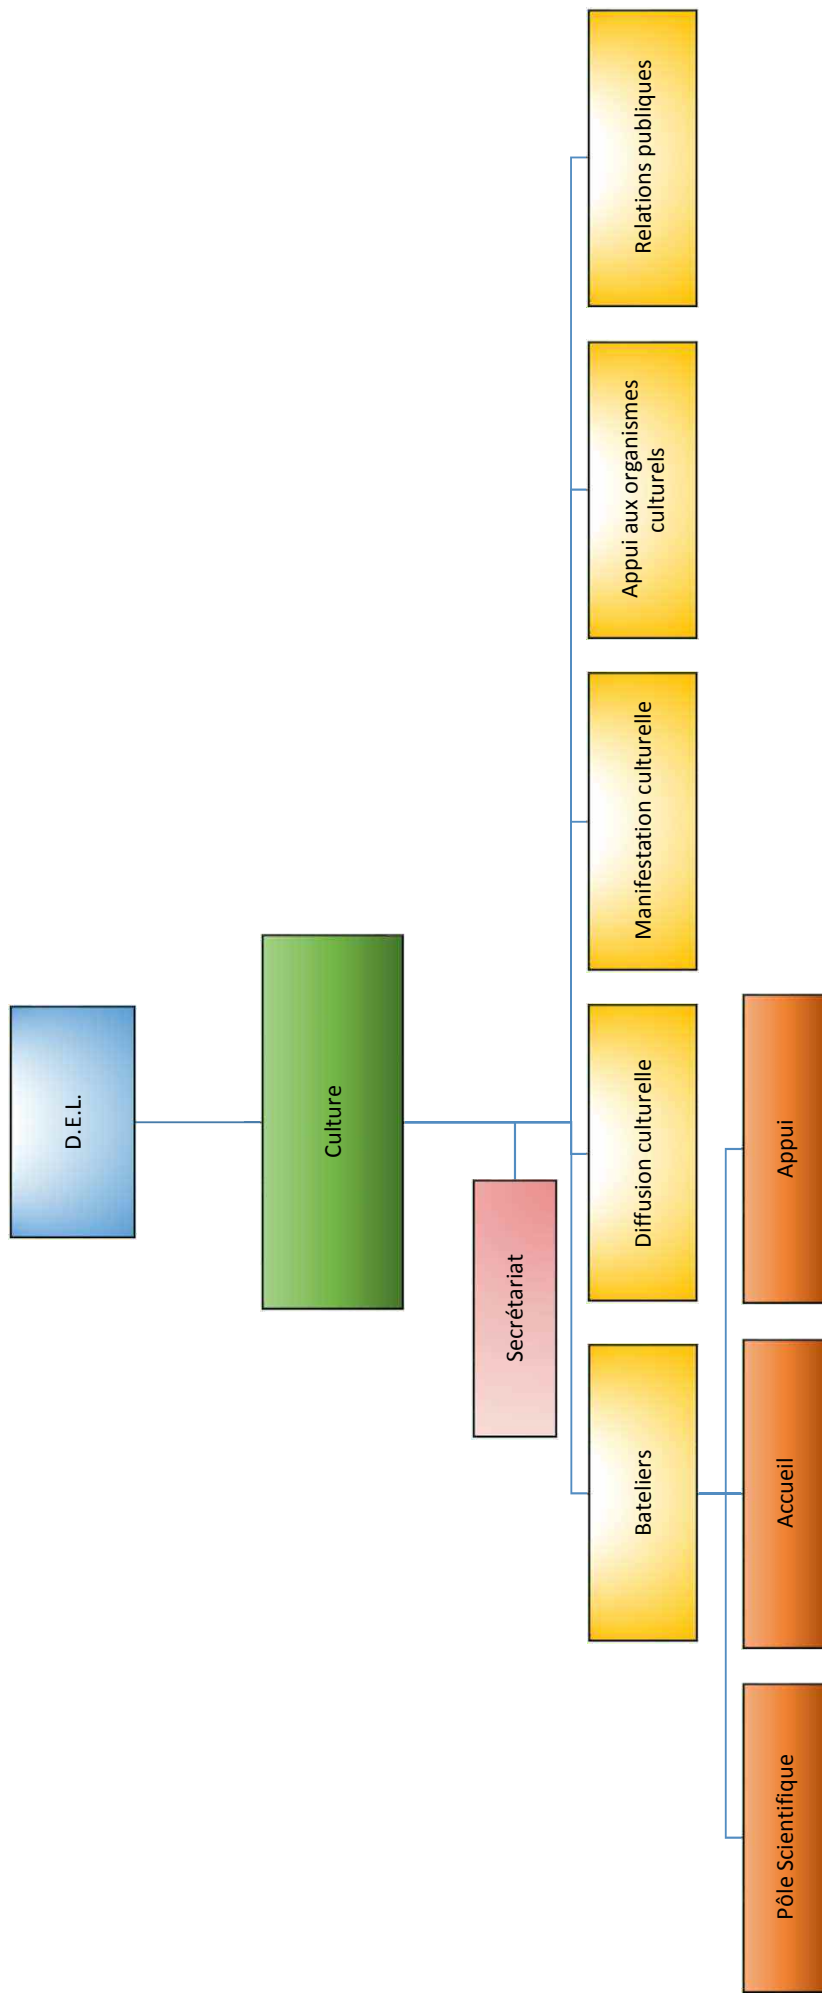 D.E.L.
Culture
Secrétariat
Bateliers
Diffusion culturelle
Manifestation culturelle
Appui aux organismes
culturels
Relations publiques
Pôle Scientifique
Accueil
Appui